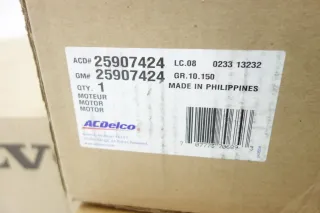 ACD# 25907424 LC.08 0233 13232
GM# 25907424 GR.10.150
QTY. 1 MADE IN PHILIPPINES
MOTEUR
MOTOR
MOTOR
ACDelco